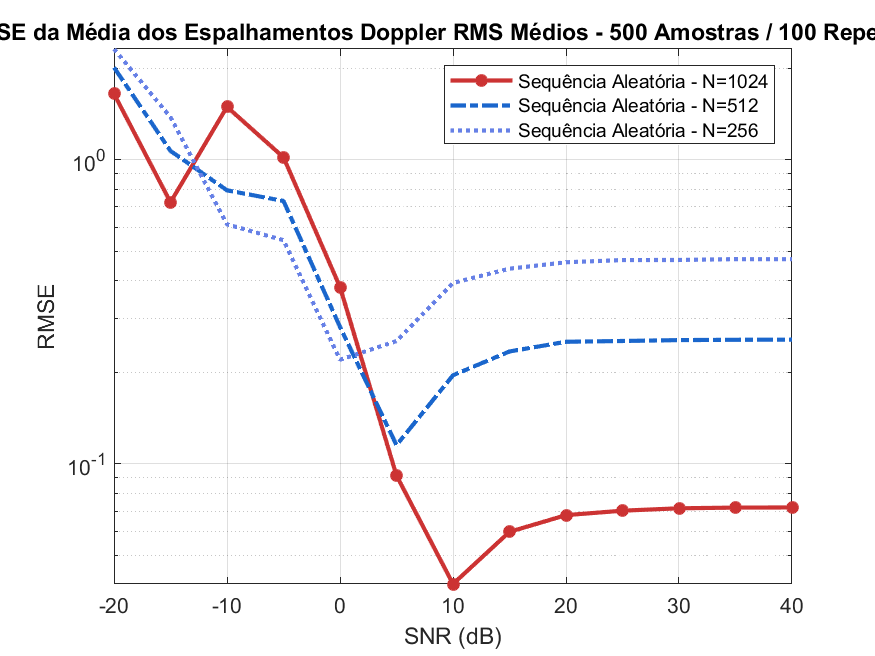 SE da Média dos Espalhamentos Doppler RMS Médios - 500 Amostras / 100 Repe
Sequência Aleatória - N=1024
Sequência Aleatória - N=512
Sequência Aleatória - N=256
10^0
10^-1
RMSE
-20 -10 0 10 20 30 40
SNR (dB)